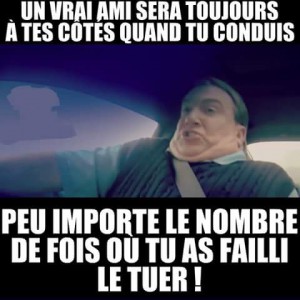 UN VRAI AMI SERA TOUJOURS
À TES CÔTÉS QUAND TU CONDUIS
PEU IMPORTE LE NOMBRE
DE FOIS OÙ TU AS FAILLI
LE TUER !